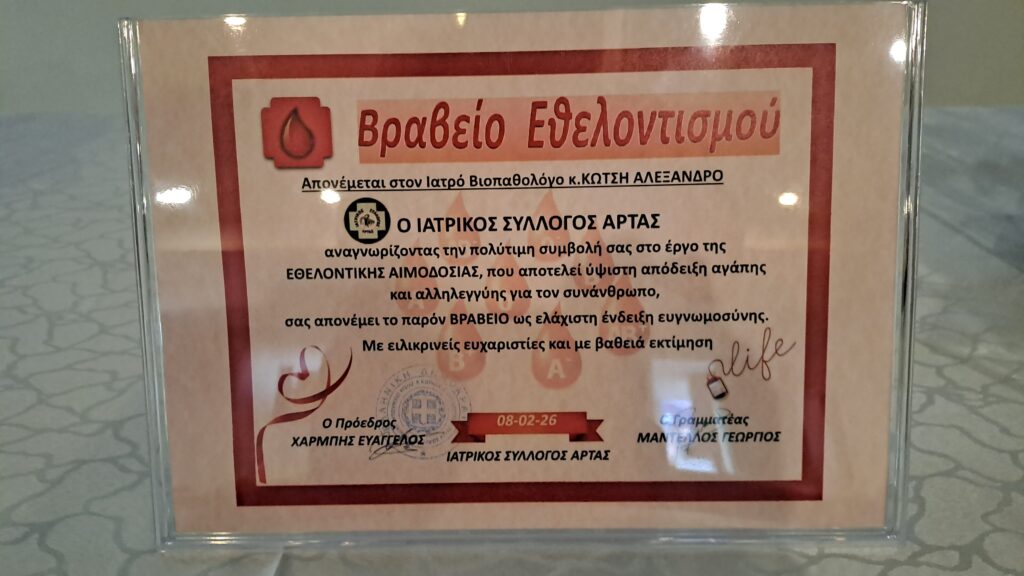 Βραβείο Εθελοντισμού
Απονέμεται στον Ιατρό Βιοπαθολόγο κ.ΚΩΤΣΗ ΑΛΕΞΑΝΔΡΟ
Ο ΙΑΤΡΙΚΟΣ ΣΥΛΛΟΓΟΣ ΑΡΤΑΣ
αναγνωρίζοντας την πολύτιμη συμβολή σας στο έργο της
ΕΘΕΛΟΝΤΙΚΗΣ ΑΙΜΟΔΟΣΙΑΣ, που αποτελεί ύψιστη απόδειξη αγάπης
και αλληλεγγύης για τον συνάνθρωπο,
σας απονέμει το παρόν ΒΡΑΒΕΙΟ ως ελάχιστη ένδειξη ευγνωμοσύνης.
Με ειλικρινείς ευχαριστίες και με βαθειά εκτίμηση
B⁻
A⁻
life
Ο Πρόεδρος
ΧΑΡΜΠΗΣ ΕΥΑΓΓΕΛΟΣ
08-02-26
ΙΑΤΡΙΚΟΣ ΣΥΛΛΟΓΟΣ ΑΡΤΑΣ
Ο Γραμματέας
ΜΑΝΤΕΛΛΟΣ ΓΕΩΡΓΙΟΣ